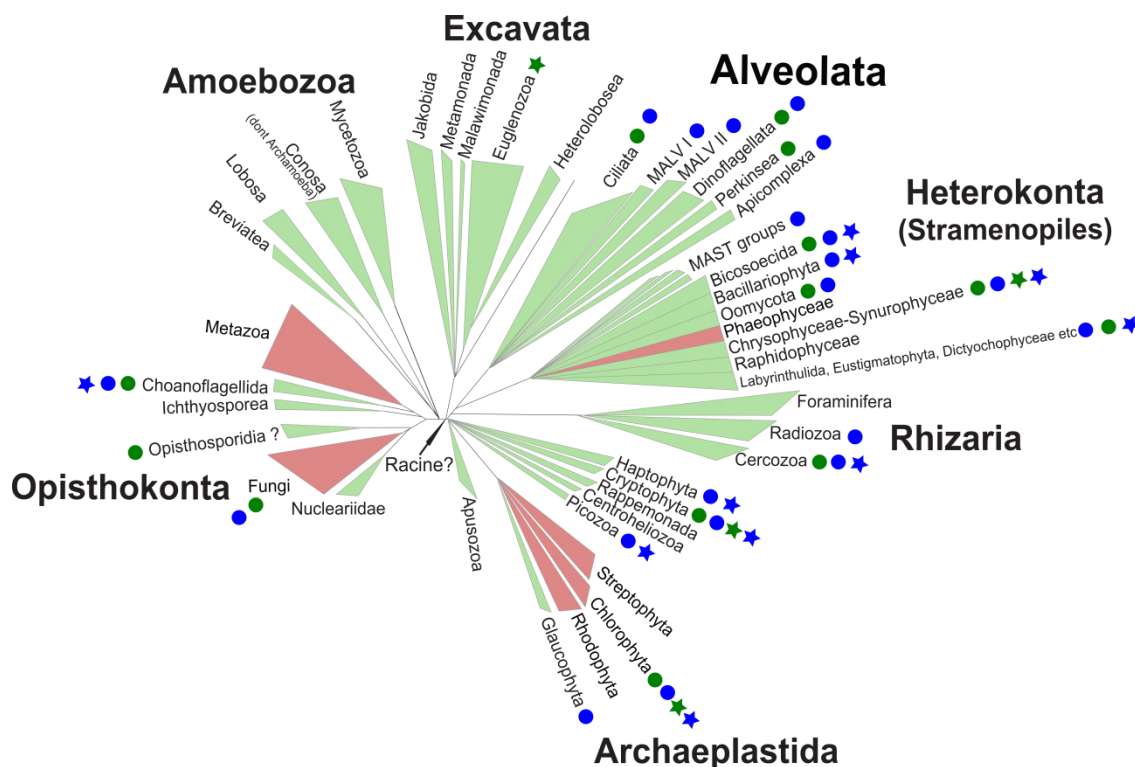 Excavata
Amoebozoa
Alveolata
Jakobida
Metamonada
Malawimonada
Euglenozoa
Heterolobosea
Ciliata
MALV I
MALV II
Dinoflagellata
Perkinsea
Apicomplexa
Mycetozoa
Conosa
(dont Archamoeba)
Lobosa
Breviatea
Heterokonta
(Stramenopiles)
MAST groups
Bicosoecida
Bacillariophyta
Oomycota
Phaeophyceae
Chrysophyceae-Synurophyceae
Raphidophyceae
Labyrinthulida, Eustigmatophyta, Dictyochophyceae etc
Metazoa
Choanoflagellida
Ichthyosporea
Opisthosporidia ?
Opisthokonta
Fungi
Nucleariidae
Racine?
Foraminifera
Radiozoa
Rhizaria
Cercozoa
Apusozoa
Haptophyta
Cryptophyta
Rappemonada
Centroheliozoa
Picozoa
Streptophyta
Chlorophyta
Rhodophyta
Glaucophyta
Archaeplastida